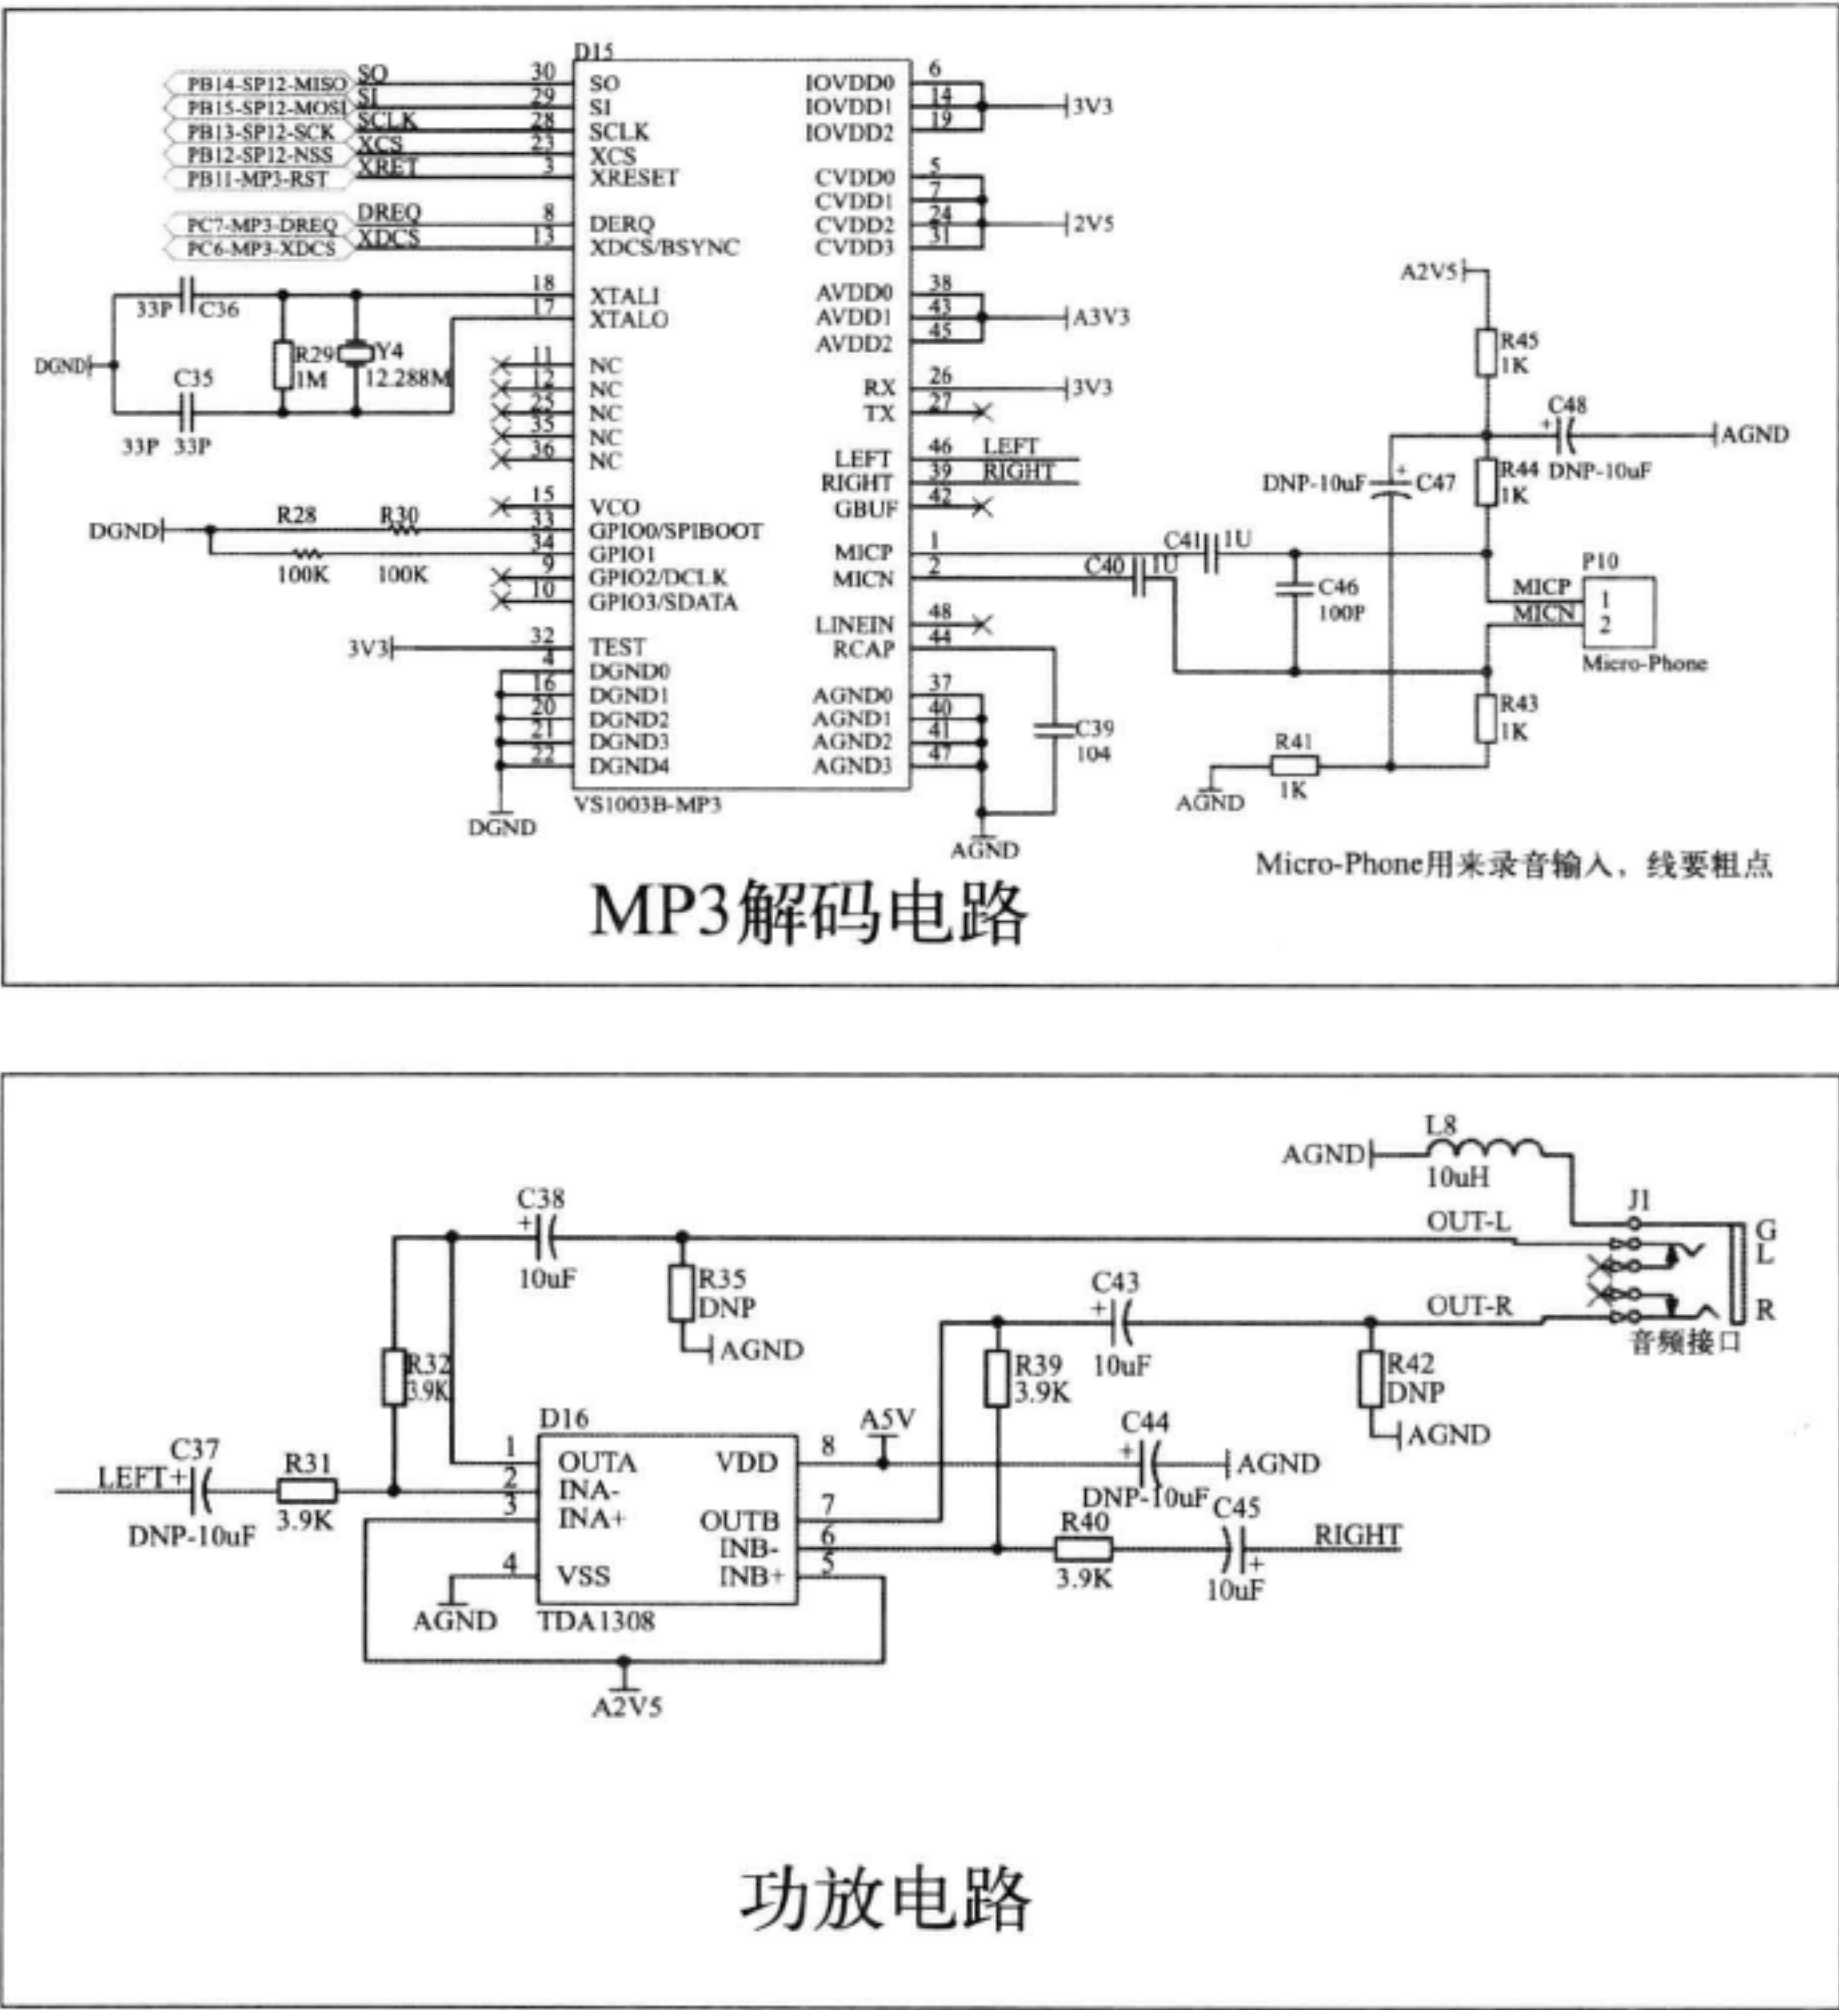 D15
PB14-SP12-MISO SO 30 SO IOVDD0 6
PB15-SP12-MOSI SI 29 SI IOVDD1 14 3V3
PB13-SP12-SCK SCLK 28 SCLK IOVDD2 19
PB12-SP12-NSS XCS 23 XCS
PB11-MP3-RST XRET 3 XRESET CVDD0 5
CVDD1 7
PC7-MP3-DREQ DREQ 8 DERQ CVDD2 24 2V5
PC6-MP3-XDCS XDCS 13 XDCS/BSYNC CVDD3 31
A2V5
33P C36 18 XTALI AVDD0 38
17 XTALO AVDD1 43 A3V3
AVDD2 45
R45
1K
DGND R29 Y4 11 NC
C35 1M 12.288M 12 NC RX 26 3V3
25 NC TX 27
C48
33P 33P 35 NC AGND
36 NC LEFT 46 LEFT
RIGHT 39 RIGHT DNP-10uF C47 R44 DNP-10uF
1K
15 VCO GBUF 42
DGND R28 R30 33 GPIO0/SPIBOOT
34 GPIO1 MICP 1 C41 1U
100K 100K 9 GPIO2/DCLK MICN 2 C40 1U C46 P10
10 GPIO3/SDATA 100P MICP 1
LINEIN 48 MICN 2
3V3 32 TEST RCAP 44 Micro-Phone
4 DGND0
16 DGND1 AGND0 37 R43
20 DGND2 AGND1 40 C39 1K
21 DGND3 AGND2 41 104 R41
22 DGND4 AGND3 47 1K
AGND
VS1003B-MP3
DGND
AGND
Micro-Phone用来录音输入，线要粗点
MP3解码电路
AGND L8
10uH
J1
C38 OUT-L G
L
10uF R35 C43
DNP OUT-R R
AGND 音频接口
R32 R39 10uF R42
3.9K 3.9K DNP
D16 A5V C44 AGND
C37 1 OUTA VDD 8 AGND
LEFT R31 2 INA-
DNP-10uF 3.9K 3 INA+ OUTB 7 DNP-10uF C45
INB- 6 R40 RIGHT
4 VSS INB+ 5 3.9K 10uF
AGND TDA1308
A2V5
功放电路